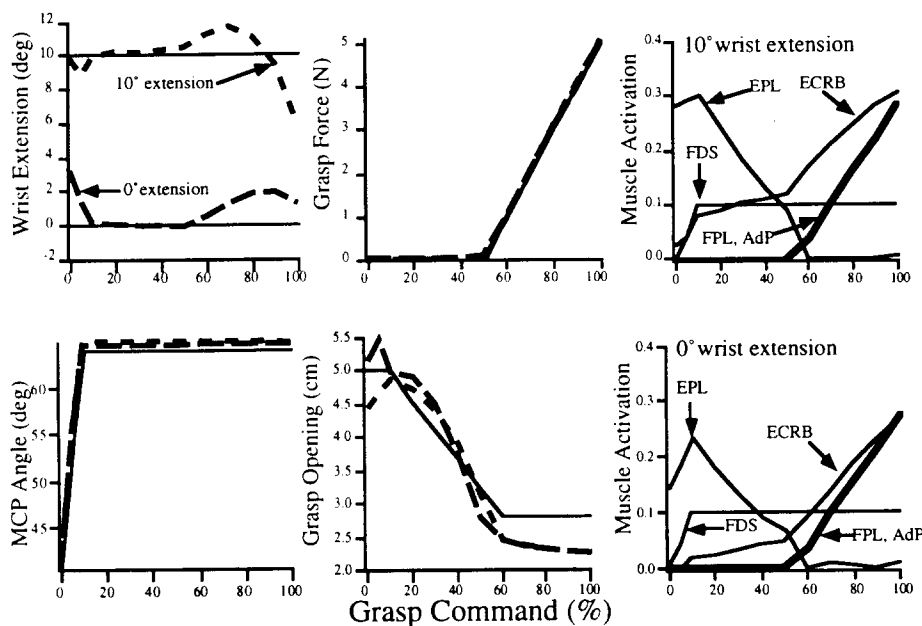 Wrist Extension (deg)
12
10
8
6
4
2
0
-2
10° extension
0° extension
0 20 40 60 80 100
Grasp Force (N)
5
4
3
2
1
0
0 20 40 60 80 100
10° wrist extension
Muscle Activation
0.4
0.3
0.2
0.1
0.0
EPL
ECRB
FDS
FPL, AdP
0 20 40 60 80 100
MCP Angle (deg)
60
55
50
45
0 20 40 60 80 100
Grasp Opening (cm)
5.5
5.0
4.5
4.0
3.5
3.0
2.5
2.0
0 20 40 60 80 100
0° wrist extension
Muscle Activation
0.4
0.3
0.2
0.1
0.0
EPL
ECRB
FDS
FPL, AdP
0 20 40 60 80 100
Grasp Command (%)